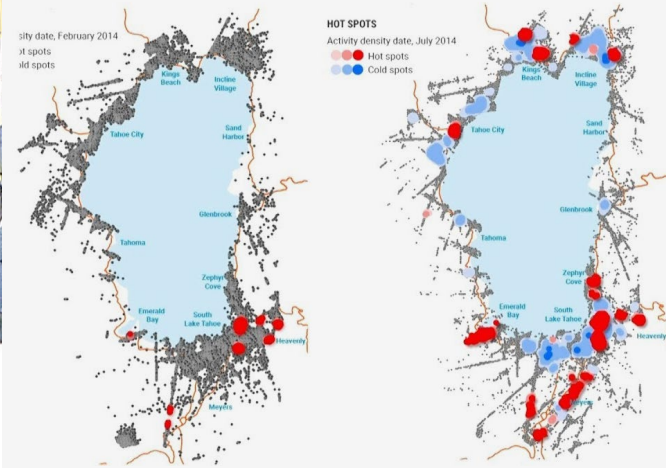 sity date, February 2014
ot spots
old spots
Kings
Beach
Incline
Village
Tahoe City
Sand
Harbor
Glenbrook
Tahoma
Zephyr
Cove
Emerald
Bay
South
Lake Tahoe
Heavenly
Meyers
HOT SPOTS
Activity density date, July 2014
Hot spots
Cold spots
Kings
Beach
Incline
Village
Tahoe City
Sand
Harbor
Glenbrook
Tahoma
Zephyr
Cove
Emerald
Bay
South
Lake Tahoe
Heavenly
Meyers